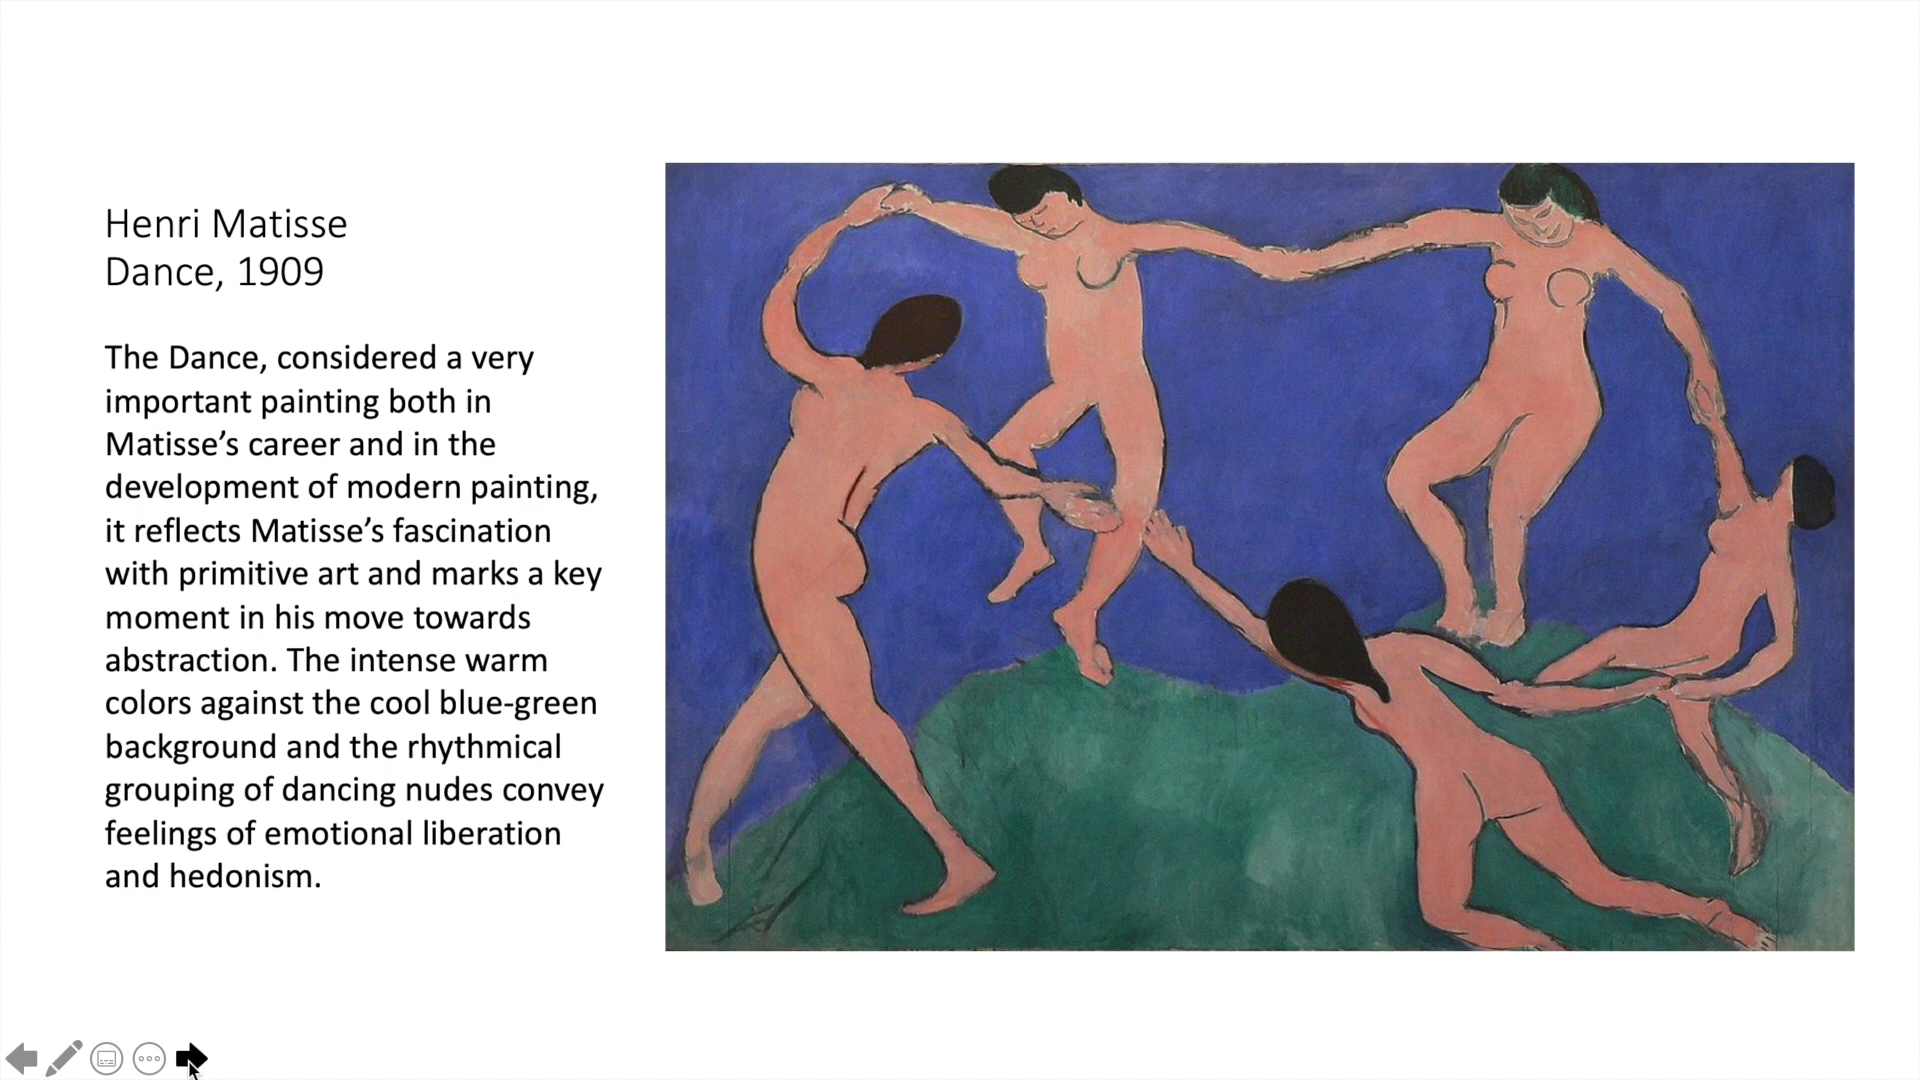 Henri Matisse
Dance, 1909
The Dance, considered a very
important painting both in
Matisse’s career and in the
development of modern painting,
it reflects Matisse’s fascination
with primitive art and marks a key
moment in his move towards
abstraction. The intense warm
colors against the cool blue-green
background and the rhythmical
grouping of dancing nudes convey
feelings of emotional liberation
and hedonism.